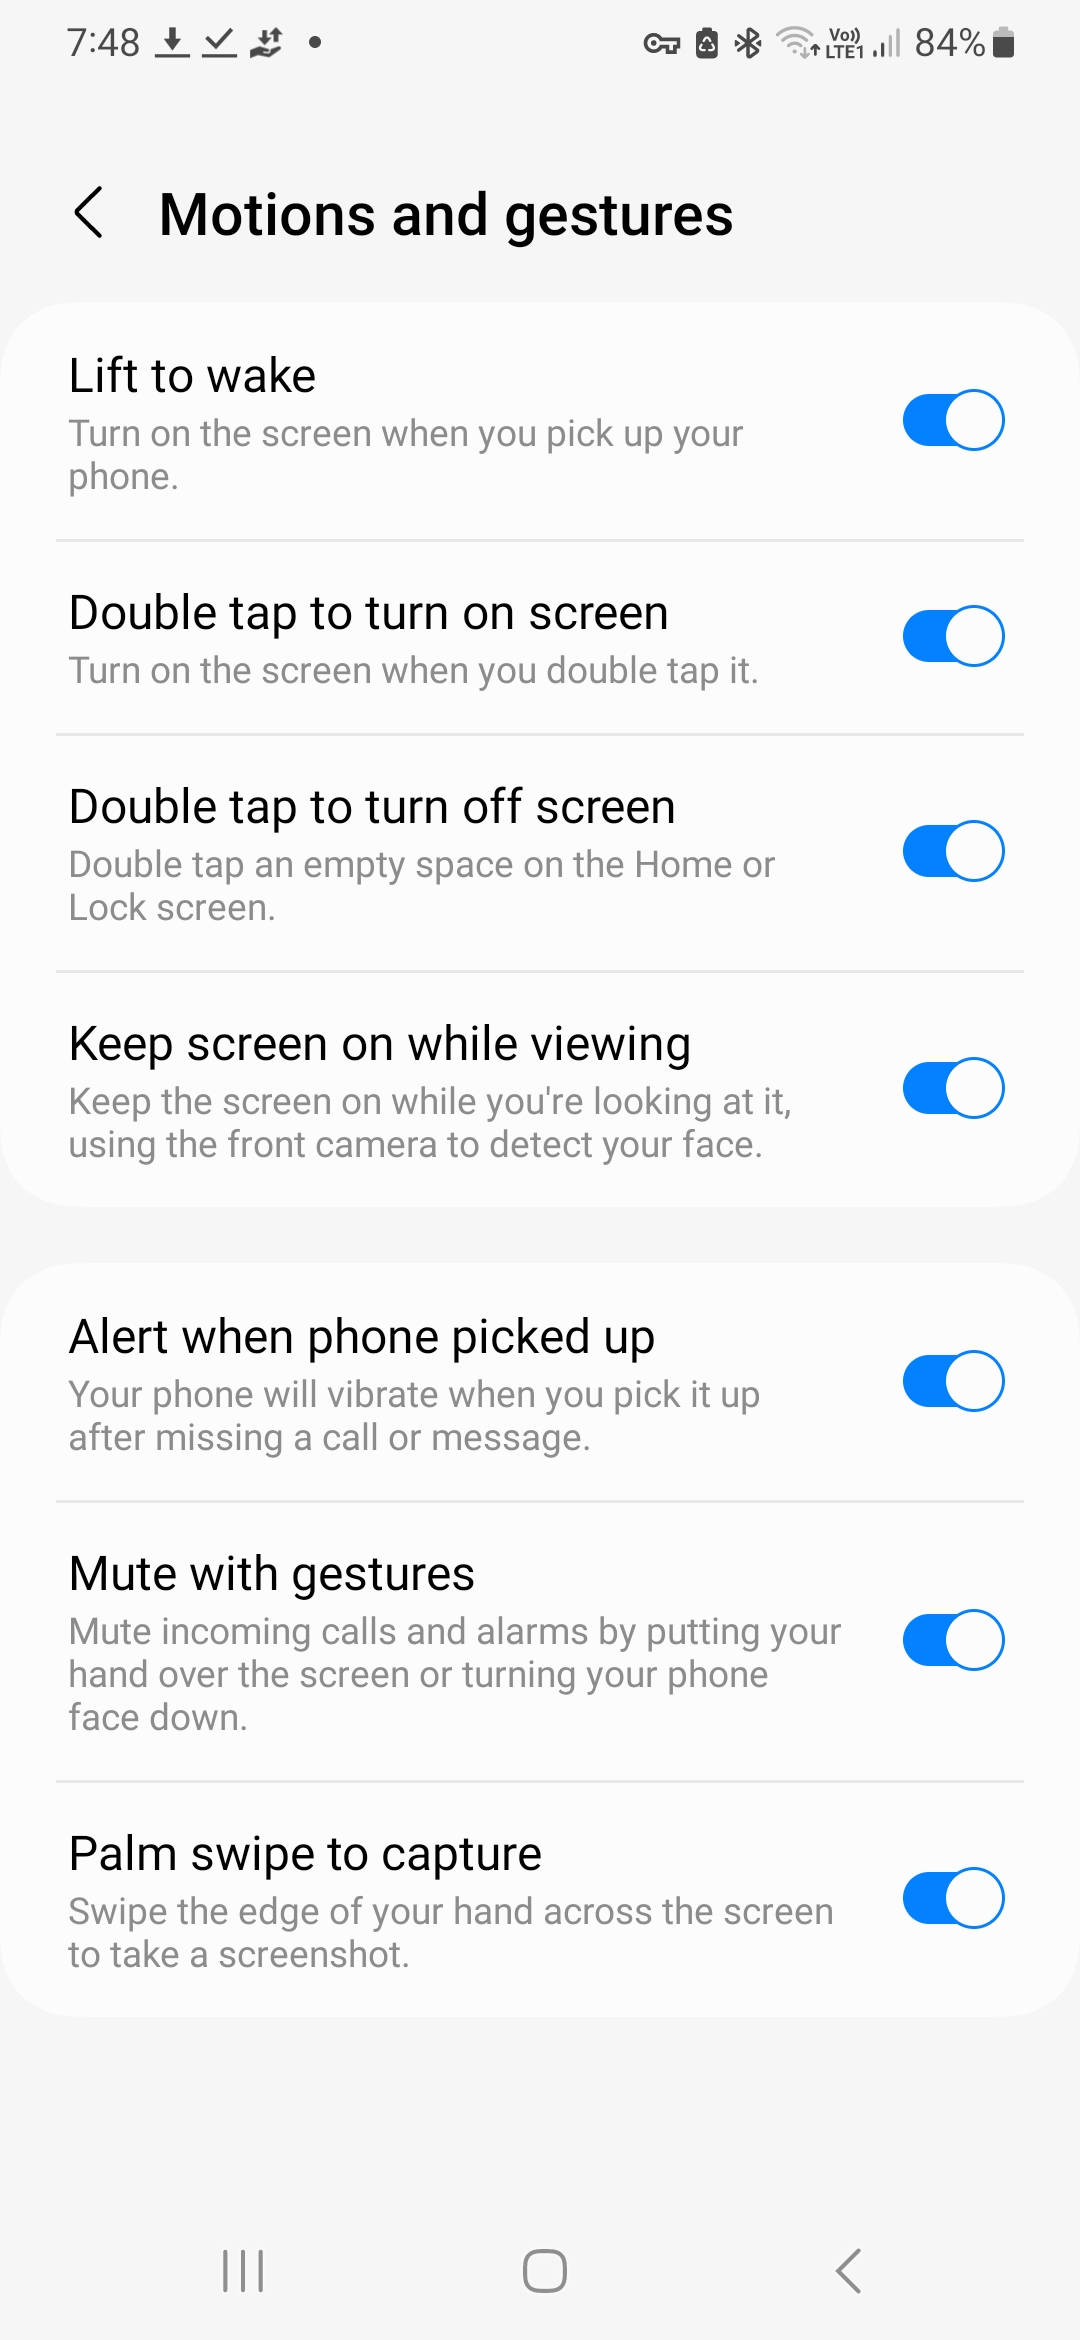 7:48
Vo)) LTE1 84%
Motions and gestures
Lift to wake
Turn on the screen when you pick up your
phone.
Double tap to turn on screen
Turn on the screen when you double tap it.
Double tap to turn off screen
Double tap an empty space on the Home or
Lock screen.
Keep screen on while viewing
Keep the screen on while you're looking at it,
using the front camera to detect your face.
Alert when phone picked up
Your phone will vibrate when you pick it up
after missing a call or message.
Mute with gestures
Mute incoming calls and alarms by putting your
hand over the screen or turning your phone
face down.
Palm swipe to capture
Swipe the edge of your hand across the screen
to take a screenshot.